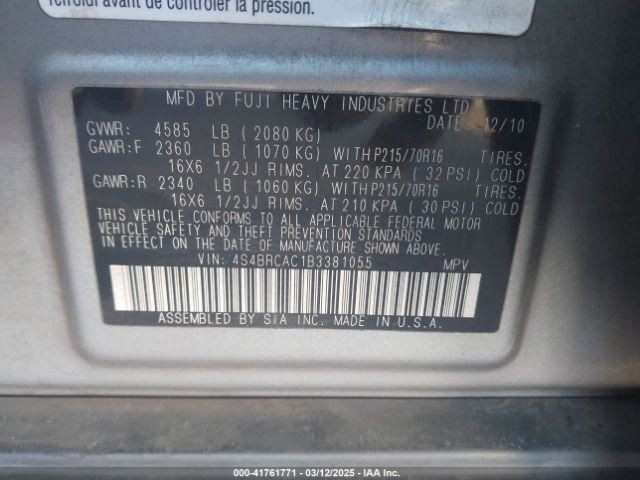 refroidi avant de contrôler la pression.
MFD BY FUJI HEAVY INDUSTRIES LTD
DATE: 12/10
GVWR: 4585 LB (2080 KG)
GAWR:F 2360 LB (1070 KG) WITH P215/70R16 TIRES.
16X6 1/2JJ RIMS. AT 220 KPA (32 PSI) COLD
GAWR:R 2340 LB (1060 KG) WITH P215/70R16 TIRES.
16X6 1/2JJ RIMS. AT 210 KPA (30 PSI) COLD
THIS VEHICLE CONFORMS TO ALL APPLICABLE FEDERAL MOTOR
VEHICLE SAFETY AND THEFT PREVENTION STANDARDS
IN EFFECT ON THE DATE OF MANUFACTURE SHOWN ABOVE.
VIN: 4S4BRCAC1B3381055 MPV
ASSEMBLED BY SIA INC. MADE IN U.S.A.
© 2000-41761771 - 03/12/2025 - IAA Inc.